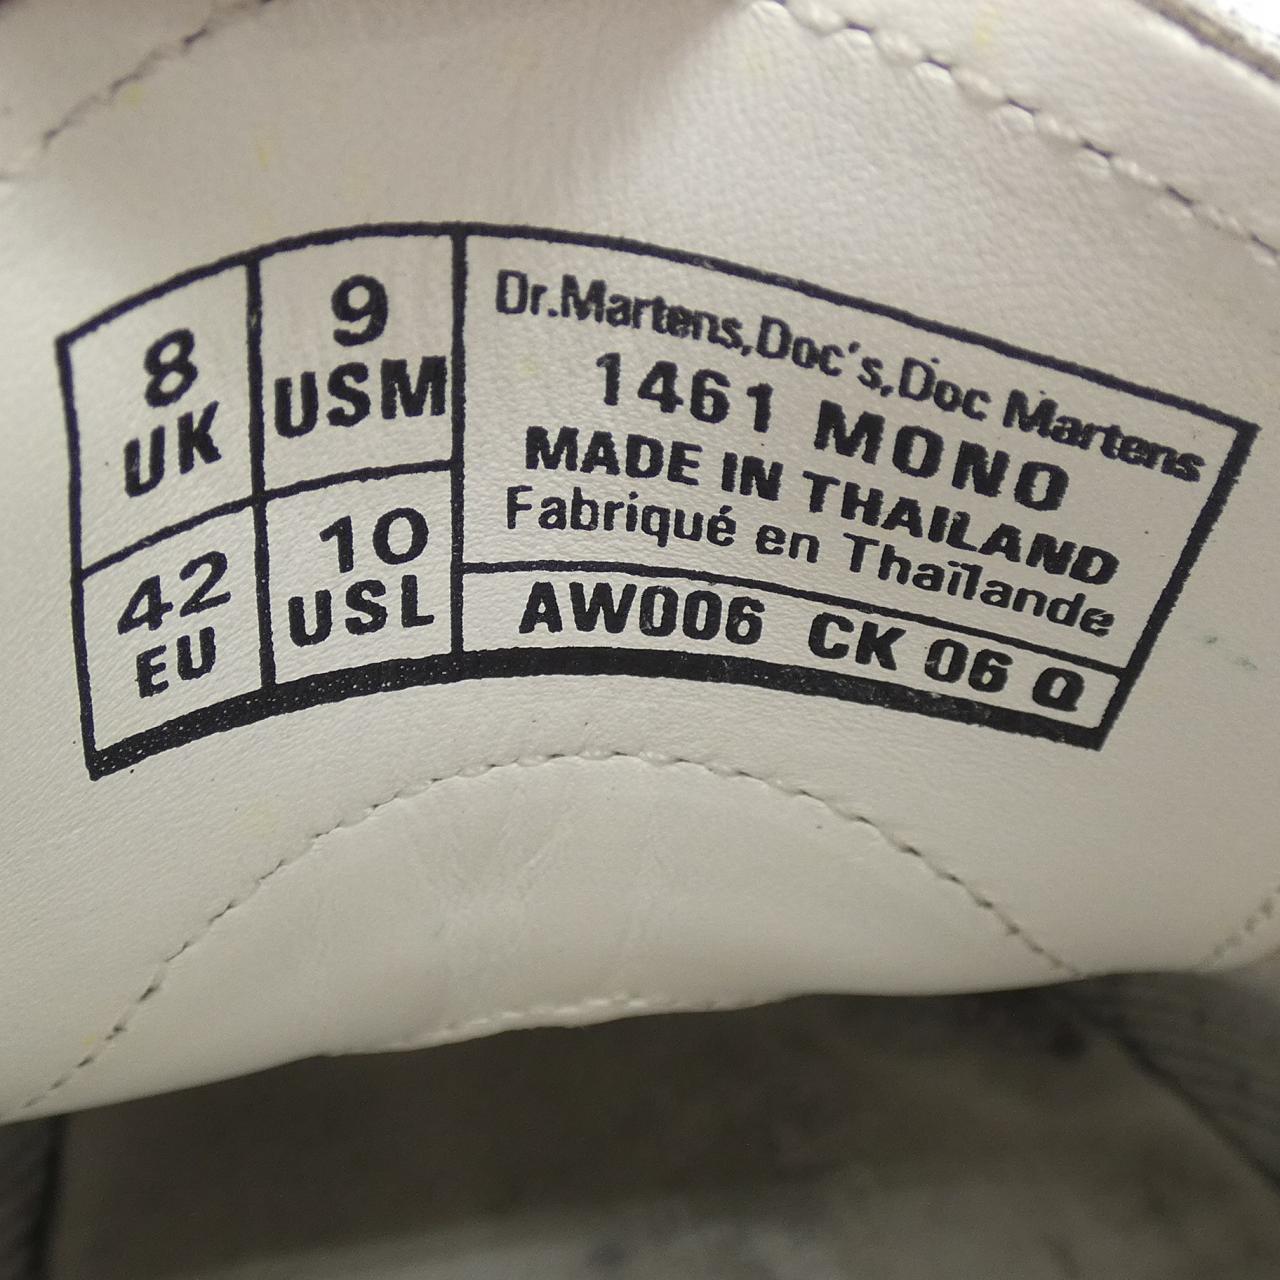 8
UK
9
USM
42
EU
10
USL
Dr.Martens,Doc's,Doc Martens
1461 MONO
MADE IN THAILAND
Fabriqué en Thaïlande
AW006 CK 06 Q